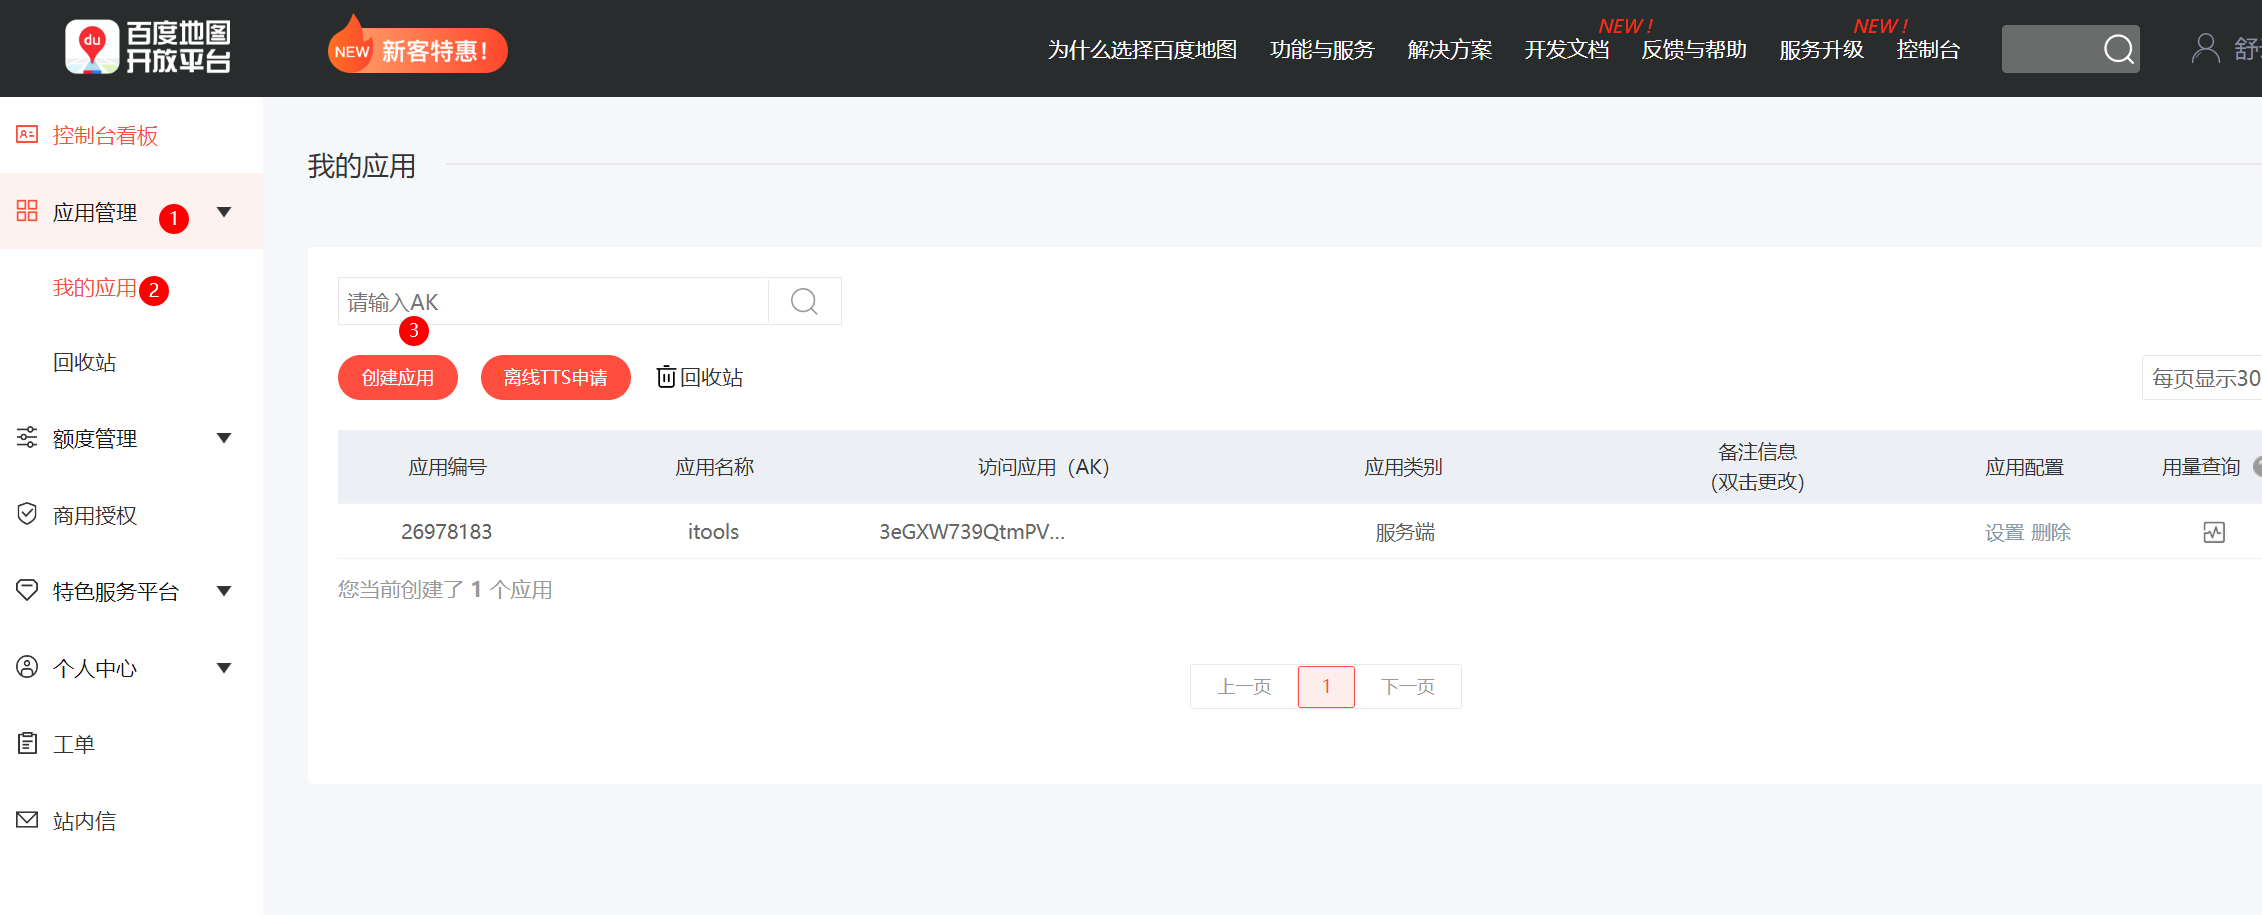 百度地图
开放平台
NEW 新客特惠!
为什么选择百度地图
功能与服务
解决方案
开发文档
NEW !
反馈与帮助
服务升级
NEW !
控制台
舒
控制台看板
应用管理 1
我的应用 2
回收站
额度管理
商用授权
特色服务平台
个人中心
工单
站内信
我的应用
请输入AK
3
创建应用 离线TTS申请 回收站
每页显示30
应用编号 应用名称 访问应用（AK） 应用类别 备注信息 应用配置 用量查询
(双击更改)
26978183 itools 3eGXW739QtmPV... 服务端 设置 删除
您当前创建了 1 个应用
上一页 1 下一页